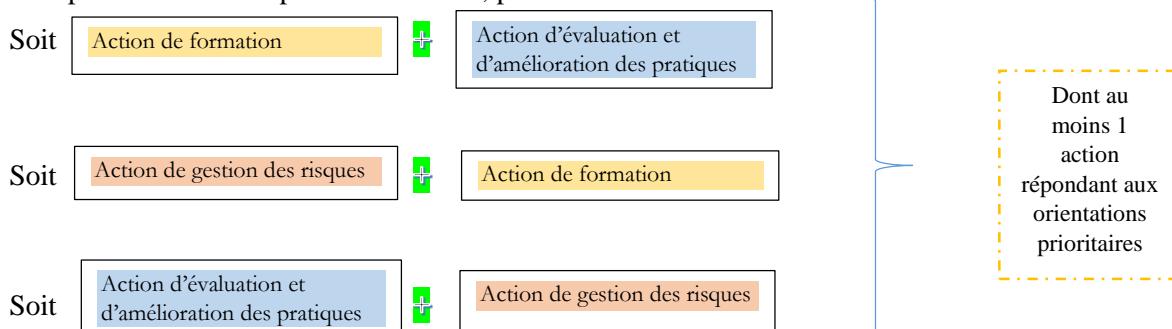 Soit Action de formation + Action d'évaluation et
d'amélioration des pratiques
Soit Action de gestion des risques + Action de formation
Soit Action d'évaluation et
d'amélioration des pratiques + Action de gestion des risques
Dont au
moins 1
action
répondant aux
orientations
prioritaires